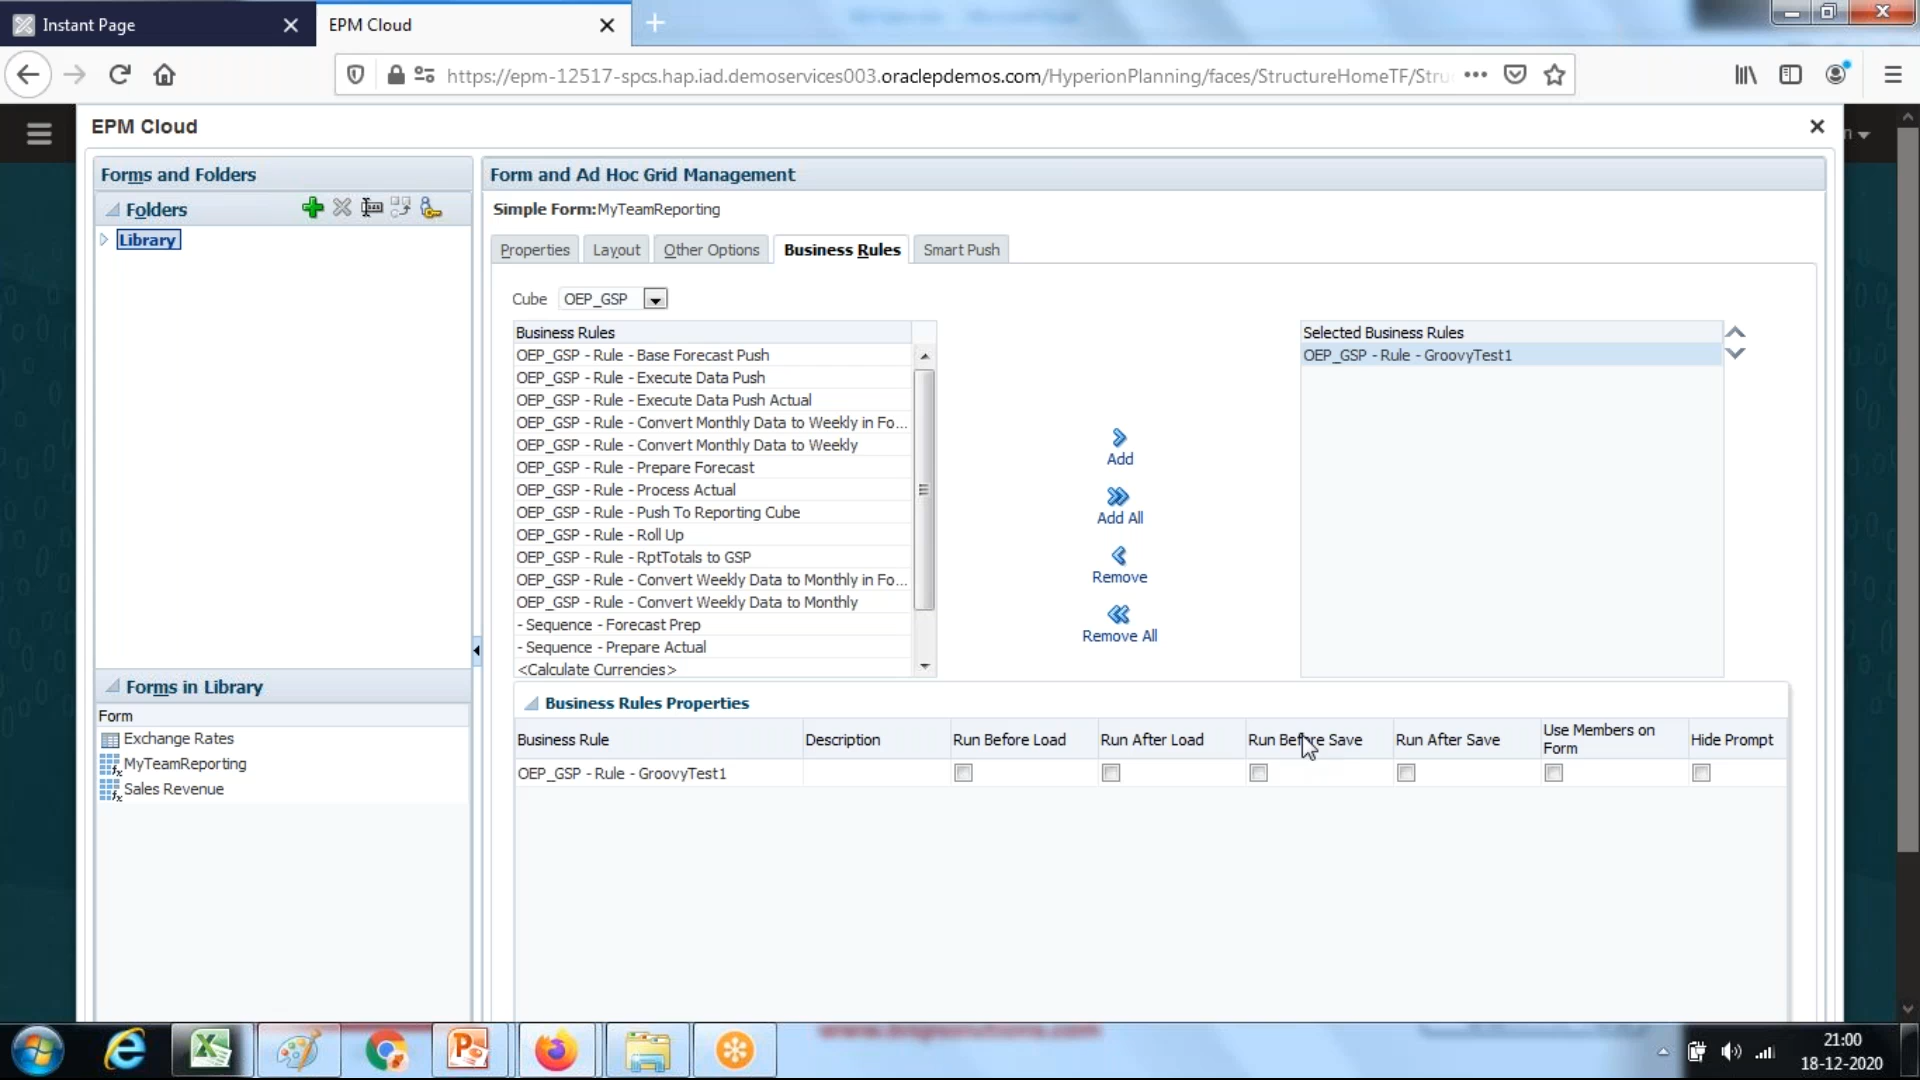 Instant Page
EPM Cloud
https://epm-12517-spcs.hap.iad.demoservices003.oraclepdemos.com/HyperionPlanning/faces/StructureHomeTF/Stru
EPM Cloud
Forms and Folders
Folders
Library
Forms in Library
Form
Exchange Rates
MyTeamReporting
Sales Revenue
Form and Ad Hoc Grid Management
Simple Form:MyTeamReporting
Properties
Layout
Other Options
Business Rules
Smart Push
Cube
OEP_GSP
Business Rules
OEP_GSP - Rule - Base Forecast Push
OEP_GSP - Rule - Execute Data Push
OEP_GSP - Rule - Execute Data Push Actual
OEP_GSP - Rule - Convert Monthly Data to Weekly in Fo...
OEP_GSP - Rule - Convert Monthly Data to Weekly
OEP_GSP - Rule - Prepare Forecast
OEP_GSP - Rule - Process Actual
OEP_GSP - Rule - Push To Reporting Cube
OEP_GSP - Rule - Roll Up
OEP_GSP - Rule - RptTotals to GSP
OEP_GSP - Rule - Convert Weekly Data to Monthly in Fo...
OEP_GSP - Rule - Convert Weekly Data to Monthly
- Sequence - Forecast Prep
- Sequence - Prepare Actual
<Calculate Currencies>
Add
Add All
Remove
Remove All
Selected Business Rules
OEP_GSP - Rule - GroovyTest1
Business Rules Properties
Business Rule
Description
Run Before Load
Run After Load
Run Before Save
Run After Save
Use Members on
Form
Hide Prompt
OEP_GSP - Rule - GroovyTest1
21:00
18-12-2020